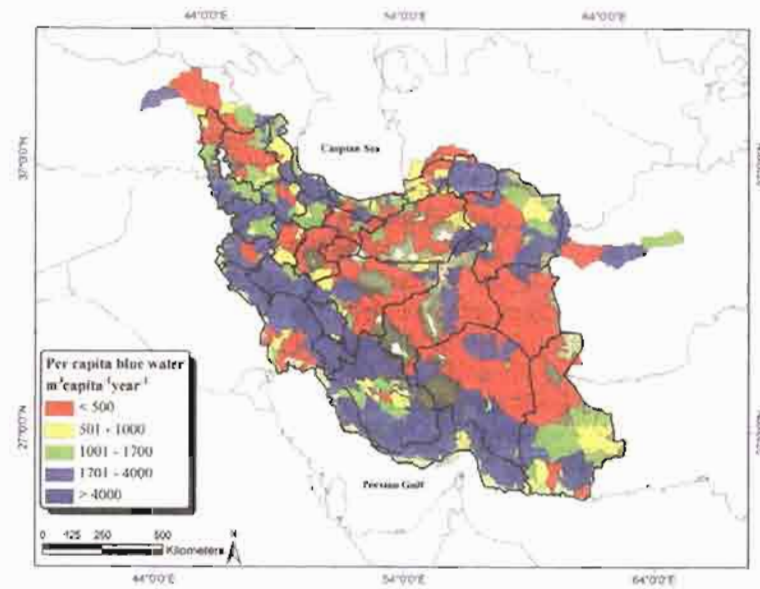 44°0'0"E 54°0'0"E 64°0'0"E
37°0'0"N
Caspian Sea
27°0'0"N
Per capita blue water
m³capita⁻¹year⁻¹
< 500
501 - 1000
1001 - 1700
1701 - 4000
> 4000
Persian Gulf
0 125 250 500
Kilometers
N
44°0'0"E 54°0'0"E 64°0'0"E